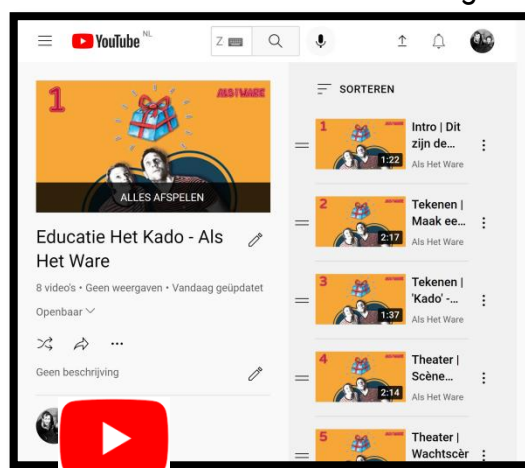 YouTube NL
Z
1
ALS HET WARE
ALLES AFSPELEN
Educatie Het Kado - Als
Het Ware
8 video's • Geen weergaven • Vandaag geüpdatet
Openbaar
Geen beschrijving
SORTEREN
1
1:22
Intro | Dit
zijn de...
Als Het Ware
2
2:17
Tekenen |
Maak ee...
Als Het Ware
3
1:37
Tekenen |
'Kado' -...
Als Het Ware
4
2:14
Theater |
Scène...
Als Het Ware
5
Theater |
Wachtscèr